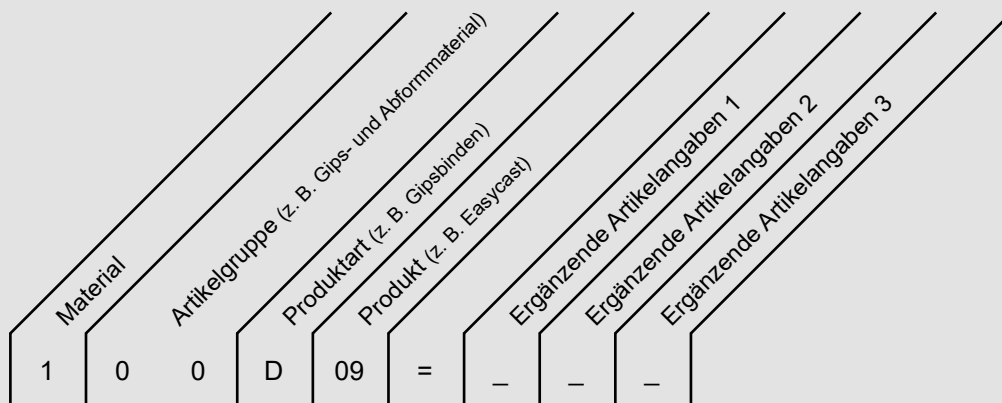 Material
Artikelgruppe (z. B. Gips- und Abformmaterial)
Produktart (z. B. Gipsbinden)
Produkt (z. B. Easycast)
Ergänzende Artikelangaben 1
Ergänzende Artikelangaben 2
Ergänzende Artikelangaben 3
1 0 0 D 09 = _ _ _